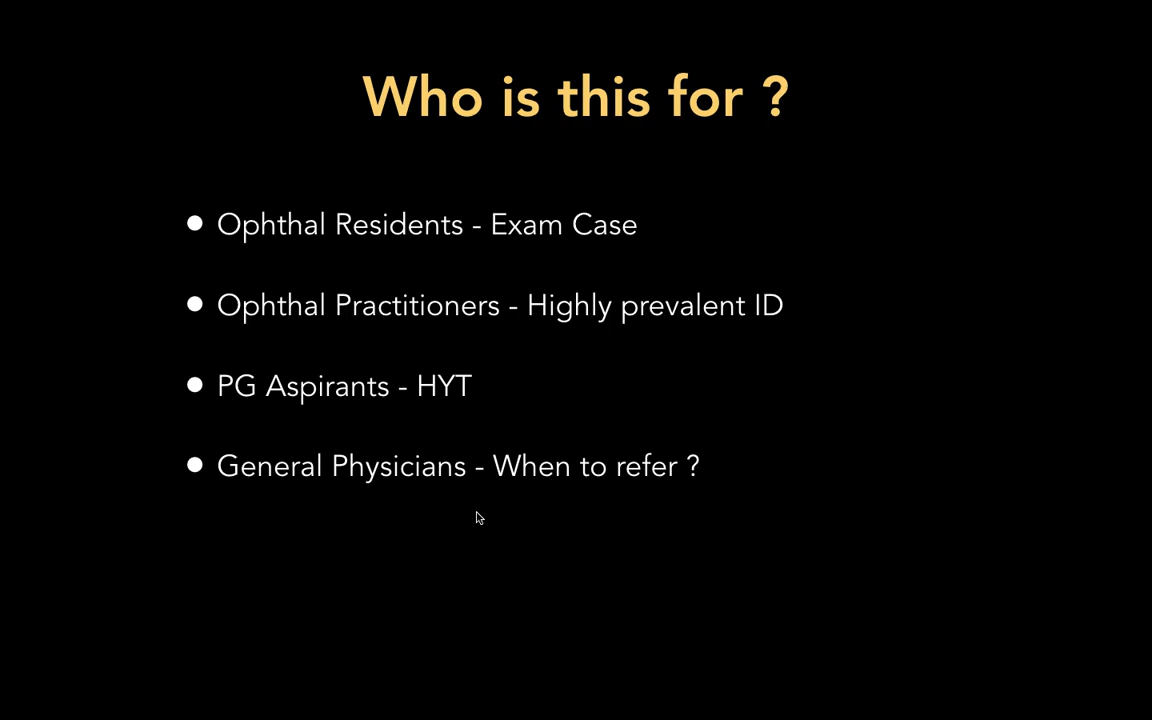 Who is this for ?
• Ophthal Residents - Exam Case
• Ophthal Practitioners - Highly prevalent ID
• PG Aspirants - HYT
• General Physicians - When to refer ?